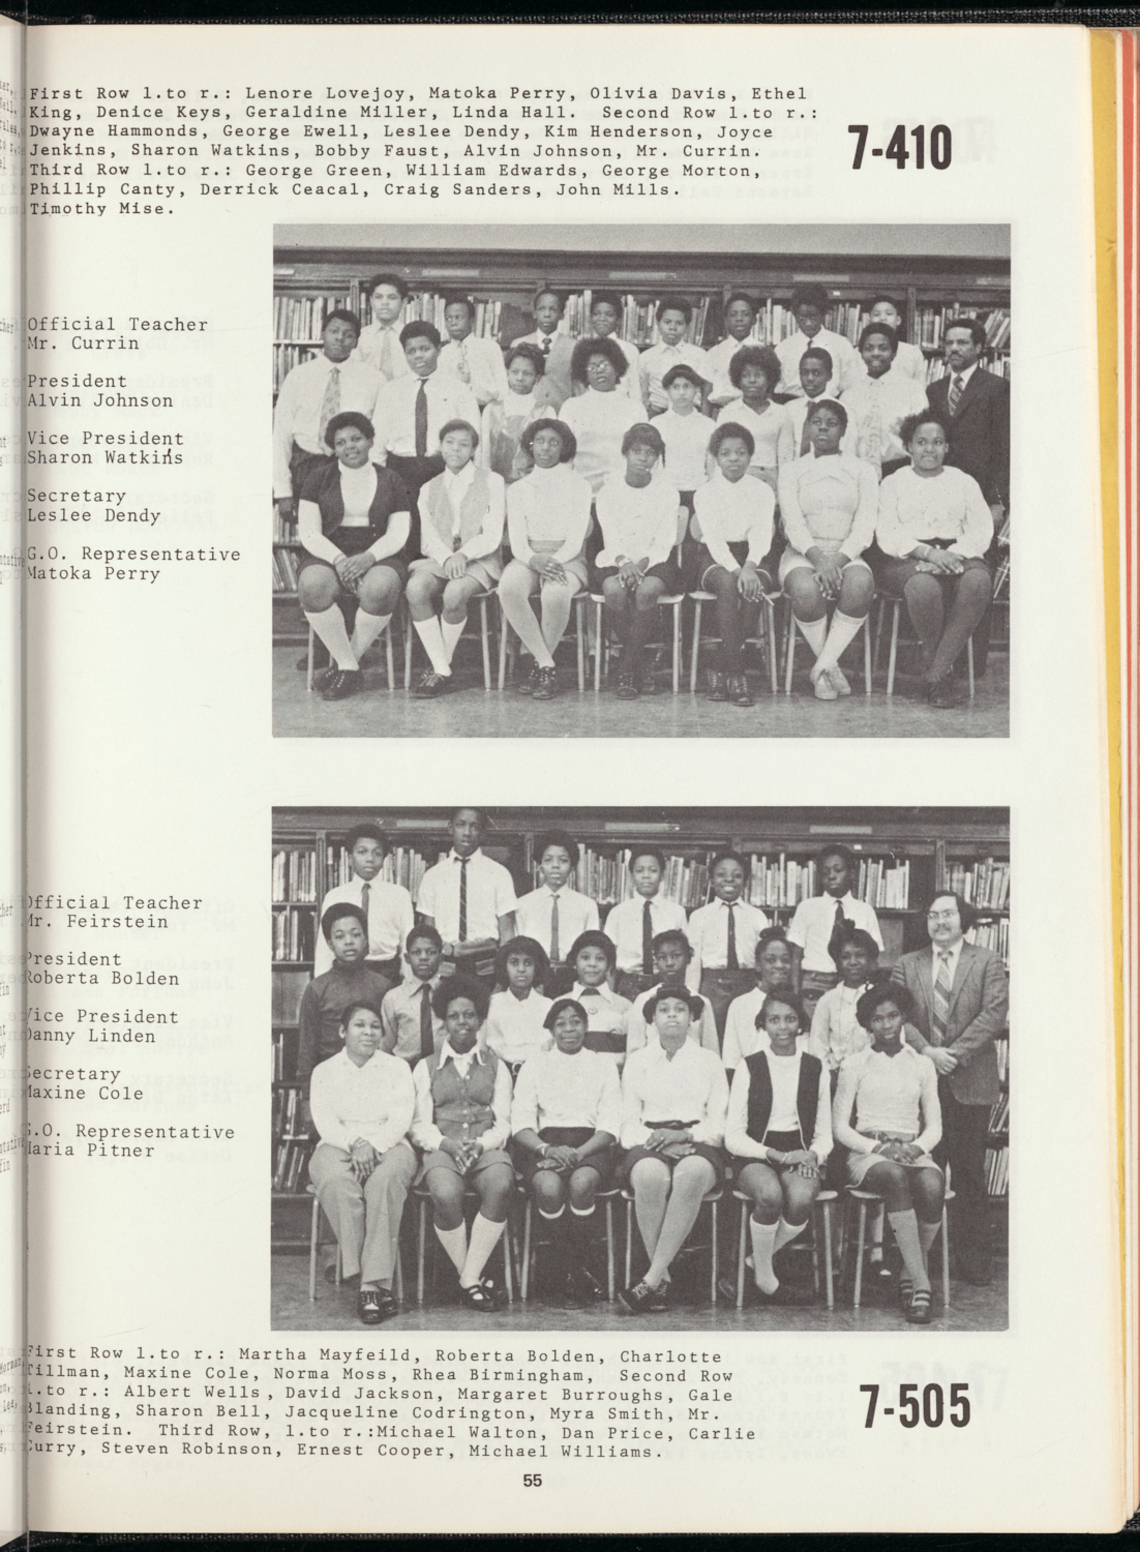 First Row l.to r.: Lenore Lovejoy, Matoka Perry, Olivia Davis, Ethel
King, Denice Keys, Geraldine Miller, Linda Hall. Second Row l.to r.:
Dwayne Hammonds, George Ewell, Leslee Dendy, Kim Henderson, Joyce
Jenkins, Sharon Watkins, Bobby Faust, Alvin Johnson, Mr. Currin.
Third Row l.to r.: George Green, William Edwards, George Morton,
Phillip Canty, Derrick Ceacal, Craig Sanders, John Mills.
Timothy Mise.
7-410
Official Teacher
Mr. Currin
President
Alvin Johnson
Vice President
Sharon Watkins
Secretary
Leslee Dendy
G.O. Representative
Matoka Perry
Official Teacher
Mr. Feirstein
President
Roberta Bolden
Vice President
Danny Linden
Secretary
Maxine Cole
G.O. Representative
Maria Pitner
First Row l.to r.: Martha Mayfeild, Roberta Bolden, Charlotte
Tillman, Maxine Cole, Norma Moss, Rhea Birmingham, Second Row
l.to r.: Albert Wells, David Jackson, Margaret Burroughs, Gale
Blanding, Sharon Bell, Jacqueline Codrington, Myra Smith, Mr.
Feirstein. Third Row, l.to r.:Michael Walton, Dan Price, Carlie
Curry, Steven Robinson, Ernest Cooper, Michael Williams.
7-505
55